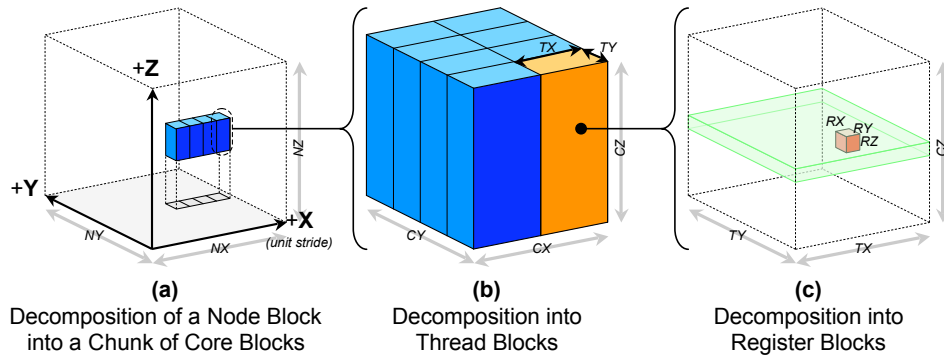 +Z
+Y
+X
(unit stride)
NY
NX
NZ
TX
TY
CZ
CY
CX
RX
RY
RZ
CZ
TY
TX
(a)
Decomposition of a Node Block
into a Chunk of Core Blocks
(b)
Decomposition into
Thread Blocks
(c)
Decomposition into
Register Blocks